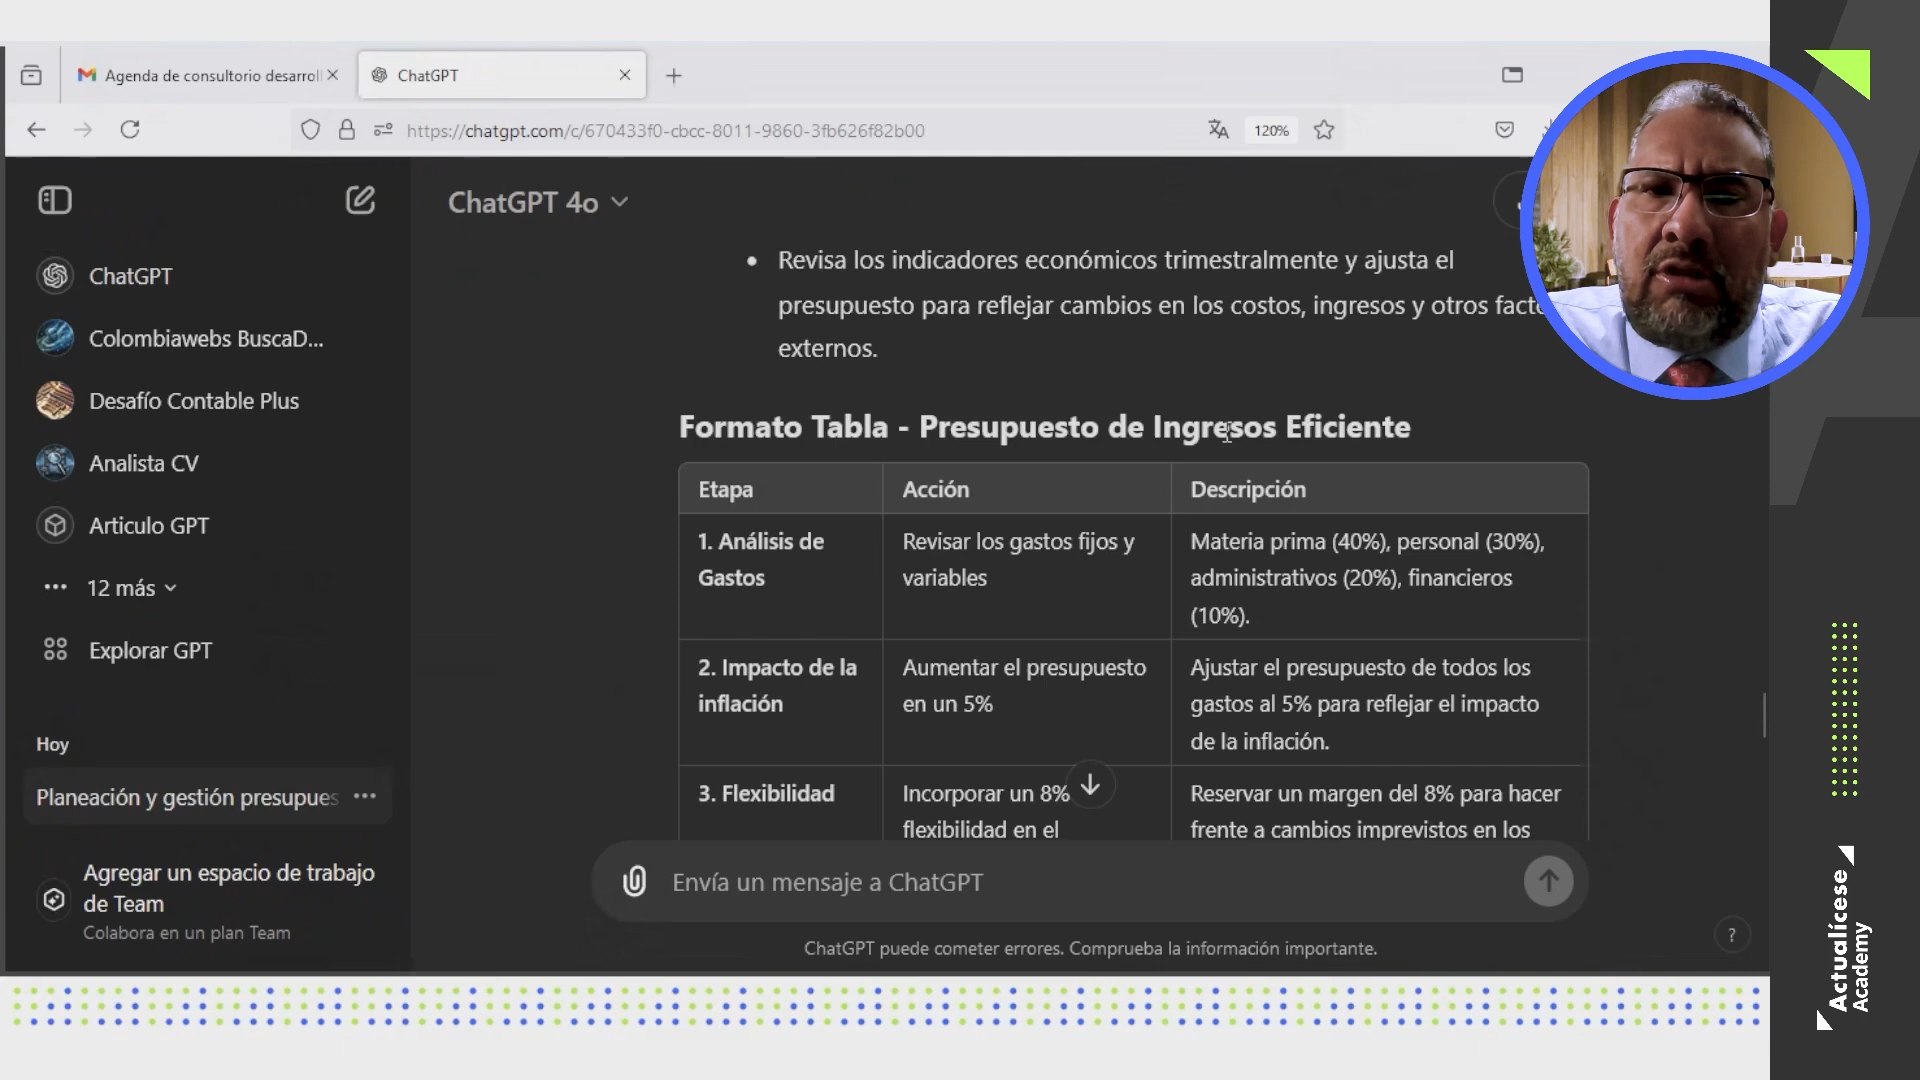 Agenda de consultorio desarrol
ChatGPT
https://chatgpt.com/c/670433f0-cbcc-8011-9860-3fb626f82b00
120%
ChatGPT
Colombiawebs BuscaD...
Desafío Contable Plus
Analista CV
Articulo GPT
12 más
Explorar GPT
Hoy
Planeación y gestión presupues
Agregar un espacio de trabajo
de Team
Colabora en un plan Team
ChatGPT 4o
Revisa los indicadores económicos trimestralmente y ajusta el
presupuesto para reflejar cambios en los costos, ingresos y otros facto
externos.
Formato Tabla - Presupuesto de Ingresos Eficiente
Etapa
Acción
Descripción
1. Análisis de
Gastos
Revisar los gastos fijos y
variables
Materia prima (40%), personal (30%),
administrativos (20%), financieros
(10%).
2. Impacto de la
inflación
Aumentar el presupuesto
en un 5%
Ajustar el presupuesto de todos los
gastos al 5% para reflejar el impacto
de la inflación.
3. Flexibilidad
Incorporar un 8%
flexibilidad en el
Reservar un margen del 8% para hacer
frente a cambios imprevistos en los
Envía un mensaje a ChatGPT
ChatGPT puede cometer errores. Comprueba la información importante.
?
Actualícese
Academy